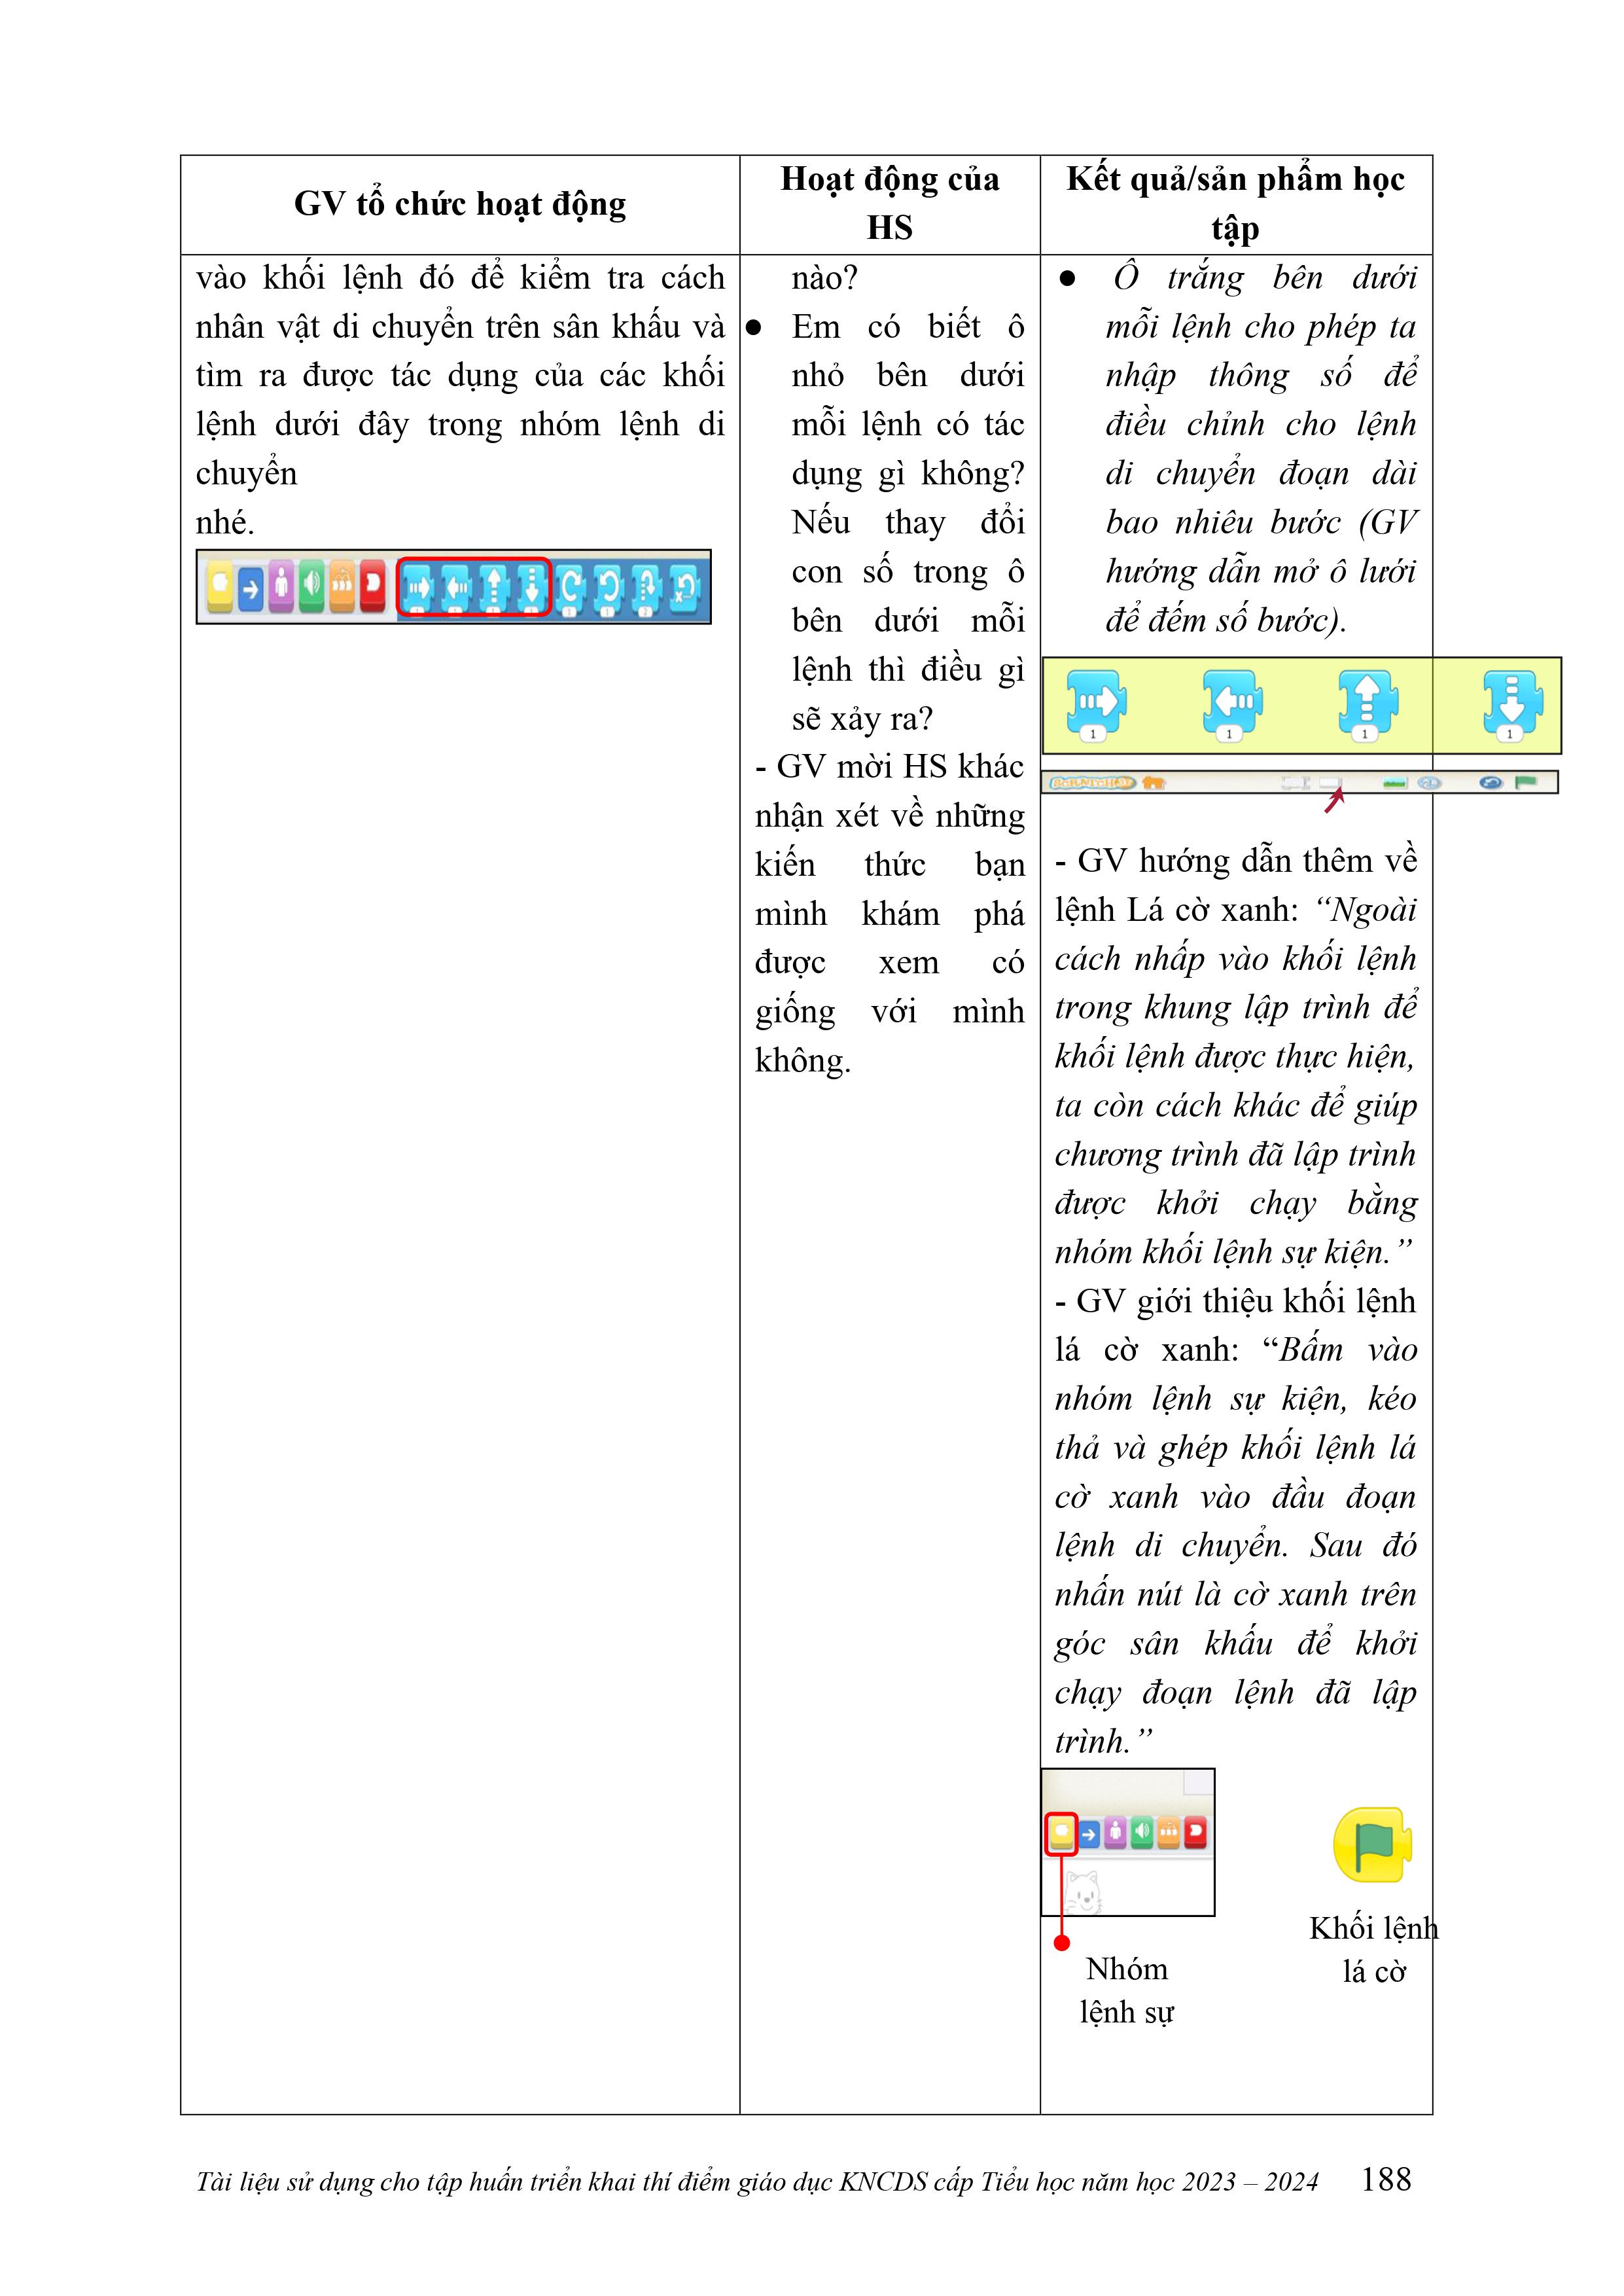 GV tổ chức hoạt động
Hoạt động của
HS
Kết quả/sản phẩm học
tập
vào khối lệnh đó để kiểm tra cách
nhân vật di chuyển trên sân khấu và
tìm ra được tác dụng của các khối
lệnh dưới đây trong nhóm lệnh di
chuyển
nhé.
nào?
● Em có biết ô
nhỏ bên dưới
mỗi lệnh có tác
dụng gì không?
Nếu thay đổi
con số trong ô
bên dưới mỗi
lệnh thì điều gì
sẽ xảy ra?
- GV mời HS khác
nhận xét về những
kiến thức bạn
mình khám phá
được xem có
giống với mình
không.
● Ô trắng bên dưới
mỗi lệnh cho phép ta
nhập thông số để
điều chỉnh cho lệnh
di chuyển đoạn dài
bao nhiêu bước (GV
hướng dẫn mở ô lưới
để đếm số bước).
1 1 1 1
- GV hướng dẫn thêm về
lệnh Lá cờ xanh: “Ngoài
cách nhấp vào khối lệnh
trong khung lập trình để
khối lệnh được thực hiện,
ta còn cách khác để giúp
chương trình đã lập trình
được khởi chạy bằng
nhóm khối lệnh sự kiện.”
- GV giới thiệu khối lệnh
lá cờ xanh: “Bấm vào
nhóm lệnh sự kiện, kéo
thả và ghép khối lệnh lá
cờ xanh vào đầu đoạn
lệnh di chuyển. Sau đó
nhấn nút là cờ xanh trên
góc sân khấu để khởi
chạy đoạn lệnh đã lập
trình.”
Nhóm
lệnh sự
Khối lệnh
lá cờ
Tài liệu sử dụng cho tập huấn triển khai thí điểm giáo dục KNCDS cấp Tiểu học năm học 2023 – 2024 188